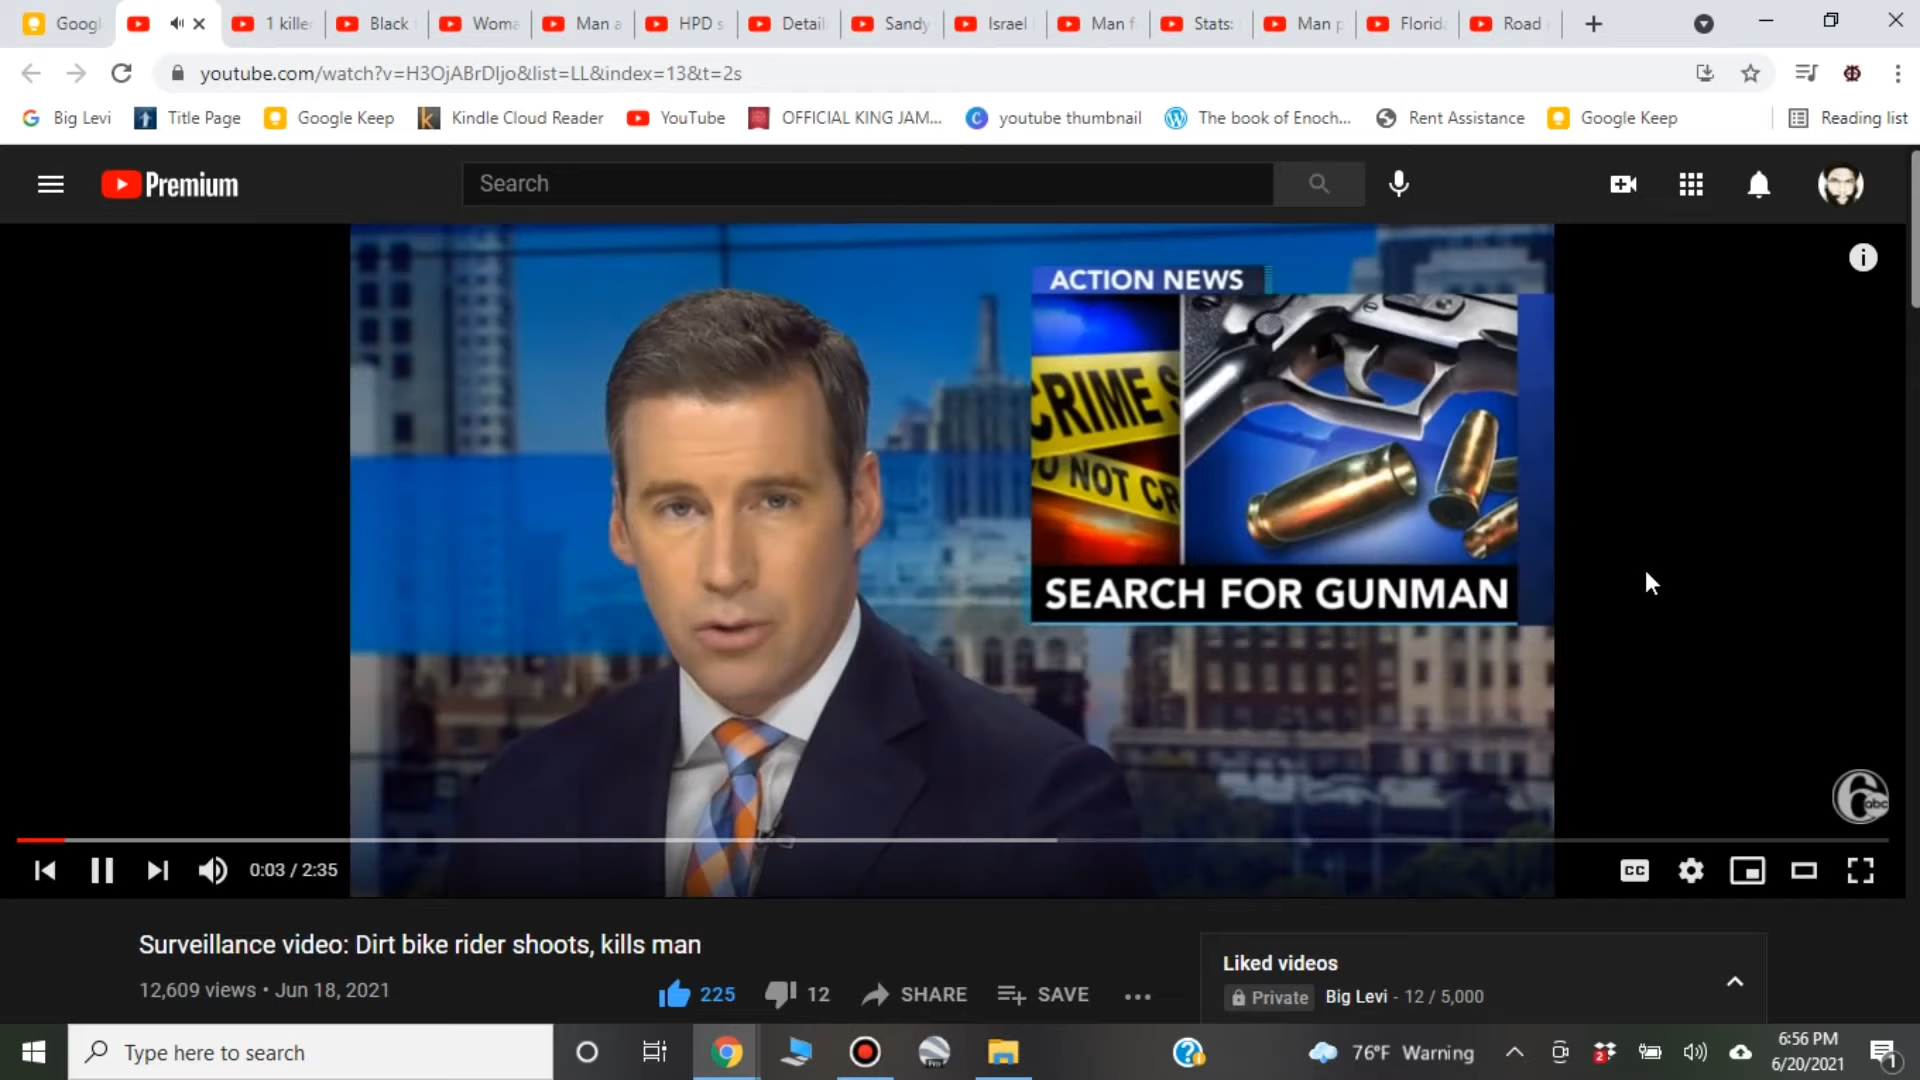 Googl
1 kille
Black
Woma
Man a
HPD s
Detail
Sandy
Israel
Man f
Stats:
Man p
Florid
Road
youtube.com/watch?v=H3OjABrDljo&list=LL&index=13&t=2s
Big Levi
Title Page
Google Keep
Kindle Cloud Reader
YouTube
OFFICIAL KING JAM...
youtube thumbnail
The book of Enoch...
Rent Assistance
Google Keep
Reading list
Premium
Search
ACTION NEWS
CRIME S
DO NOT CR
SEARCH FOR GUNMAN
6abc
0:03 / 2:35
CC
Surveillance video: Dirt bike rider shoots, kills man
12,609 views • Jun 18, 2021
225
12
SHARE
SAVE
Liked videos
Private Big Levi - 12 / 5,000
Type here to search
76°F Warning
2
6:56 PM
6/20/2021
1